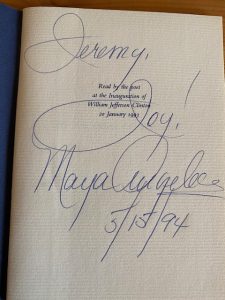 Jeremy,
Read by the poet
at the Inauguration of
William Jefferson Clinton
20 January 1993
Joy!
Maya Angelou
3/15/94